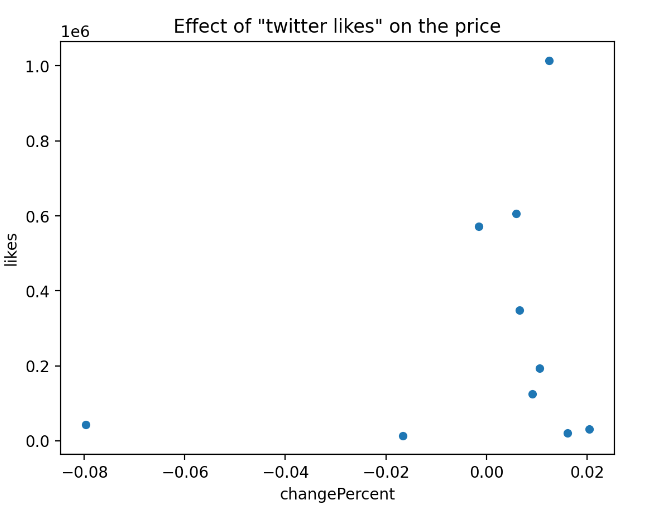 Effect of "twitter likes" on the price
1e6
1.0
0.8
0.6
0.4
0.2
0.0
likes
−0.08 −0.06 −0.04 −0.02 0.00 0.02
changePercent